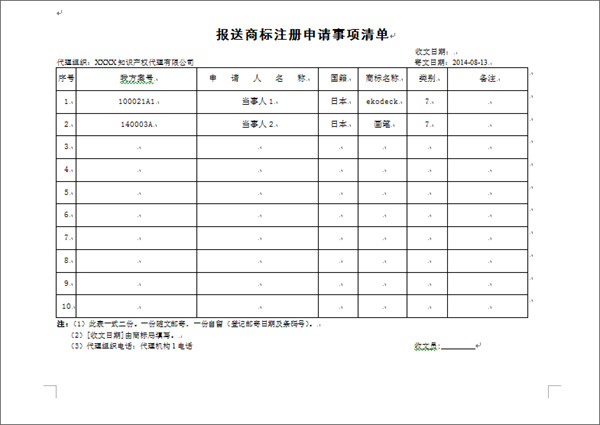 报送商标注册申请事项清单
收文日期:
代理组织:XXXX知识产权代理有限公司 寄文日期:2014-08-13
序号 我方案号 申请人名称 国籍 商标名称 类别 备注
1. 100021A1 当事人1 日本 ekodeck 7
2. 140003A 当事人2 日本 画笔 7
3.
4.
5.
6.
7.
8.
9.
10.
注:(1)此表一式二份。一份随文邮寄,一份自留(登记邮寄日期及条码号)。
(2)[收文日期]由商标局填写。
(3)代理组织电话:代理机构1电话 收文员: